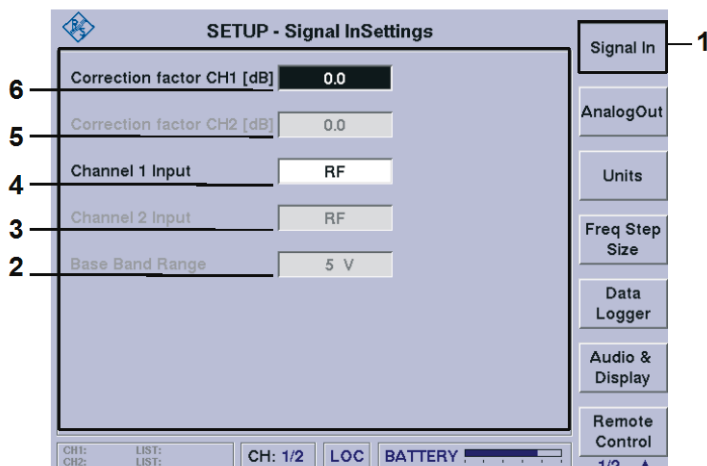 R&S
SETUP - Signal InSettings
Signal In
1
6
Correction factor CH1 [dB]
0.0
5
Correction factor CH2 [dB]
0.0
4
Channel 1 Input
RF
3
Channel 2 Input
RF
2
Base Band Range
5 V
AnalogOut
Units
Freq Step
Size
Data
Logger
Audio &
Display
Remote
Control
1/2
CH1: LIST:
CH2: LIST:
CH: 1/2
LOC
BATTERY